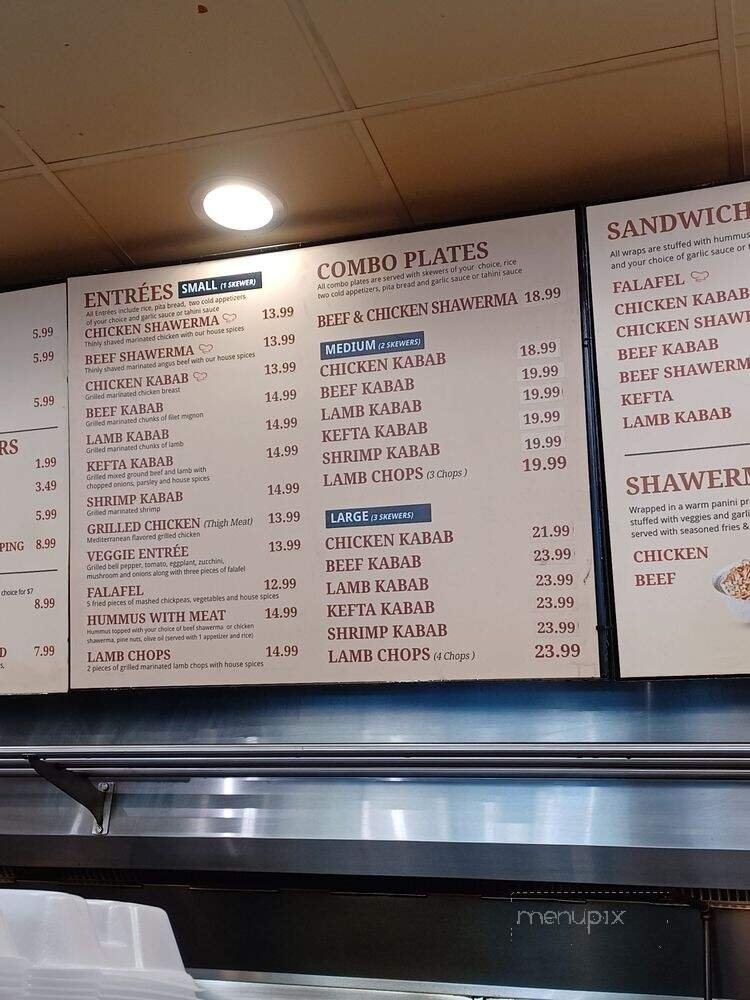 5.99
5.99
5.99
RS
1.99
3.49
5.99
PING 8.99
choice for $7
8.99
D 7.99
ENTRÉES SMALL (1 SKEWER)
All Entrées include rice, pita bread, two cold appetizers
of your choice and garlic sauce or tahini sauce
CHICKEN SHAWERMA 13.99
Thinly shaved marinated chicken with our house spices
BEEF SHAWERMA 13.99
Thinly shaved marinated angus beef with our house spices
CHICKEN KABAB 13.99
Grilled marinated chicken breast
BEEF KABAB 14.99
Grilled marinated chunks of filet mignon
LAMB KABAB 14.99
Grilled marinated chunks of lamb
KEFTA KABAB 14.99
Grilled mixed ground beef and lamb with
chopped onions, parsley and house spices
SHRIMP KABAB 14.99
Grilled marinated shrimp
GRILLED CHICKEN (Thigh Meat) 13.99
Mediterranean flavored grilled chicken
VEGGIE ENTRÉE 13.99
Grilled bell pepper, tomato, eggplant, zucchini,
mushroom and onions along with three pieces of falafel
FALAFEL 12.99
5 fried pieces of mashed chickpeas, vegetables and house spices
HUMMUS WITH MEAT 14.99
Hummus topped with your choice of beef shawerma or chicken
shawerma, pine nuts, olive oil (served with 1 appetizer and rice)
LAMB CHOPS 14.99
2 pieces of grilled marinated lamb chops with house spices
COMBO PLATES
All combo plates are served with skewers of your choice, rice
two cold appetizers, pita bread and garlic sauce or tahini sauce
BEEF & CHICKEN SHAWERMA 18.99
MEDIUM (2 SKEWERS)
CHICKEN KABAB 18.99
BEEF KABAB 19.99
LAMB KABAB 19.99
KEFTA KABAB 19.99
SHRIMP KABAB 19.99
LAMB CHOPS (3 Chops) 19.99
LARGE (3 SKEWERS)
CHICKEN KABAB 21.99
BEEF KABAB 23.99
LAMB KABAB 23.99
KEFTA KABAB 23.99
SHRIMP KABAB 23.99
LAMB CHOPS (4 Chops) 23.99
SANDWICH
All wraps are stuffed with hummus
and your choice of garlic sauce or
FALAFEL
CHICKEN KABAB
CHICKEN SHAWE
BEEF KABAB
BEEF SHAWERM
KEFTA
LAMB KABAB
SHAWERM
Wrapped in a warm panini pr
stuffed with veggies and garli
served with seasoned fries &
CHICKEN
BEEF
menupix